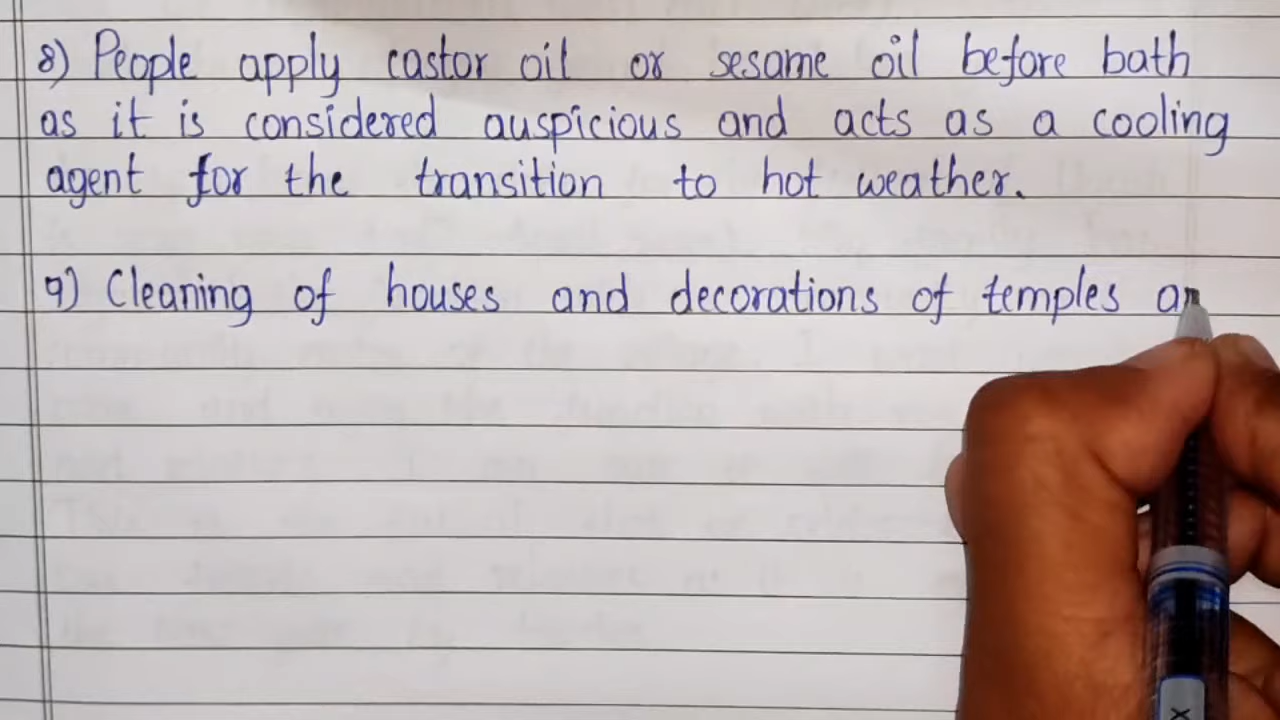 8) People apply castor oil or sesame oil before bath
as it is considered auspicious and acts as a cooling
agent for the transition to hot weather.
9) Cleaning of houses and decorations of temples